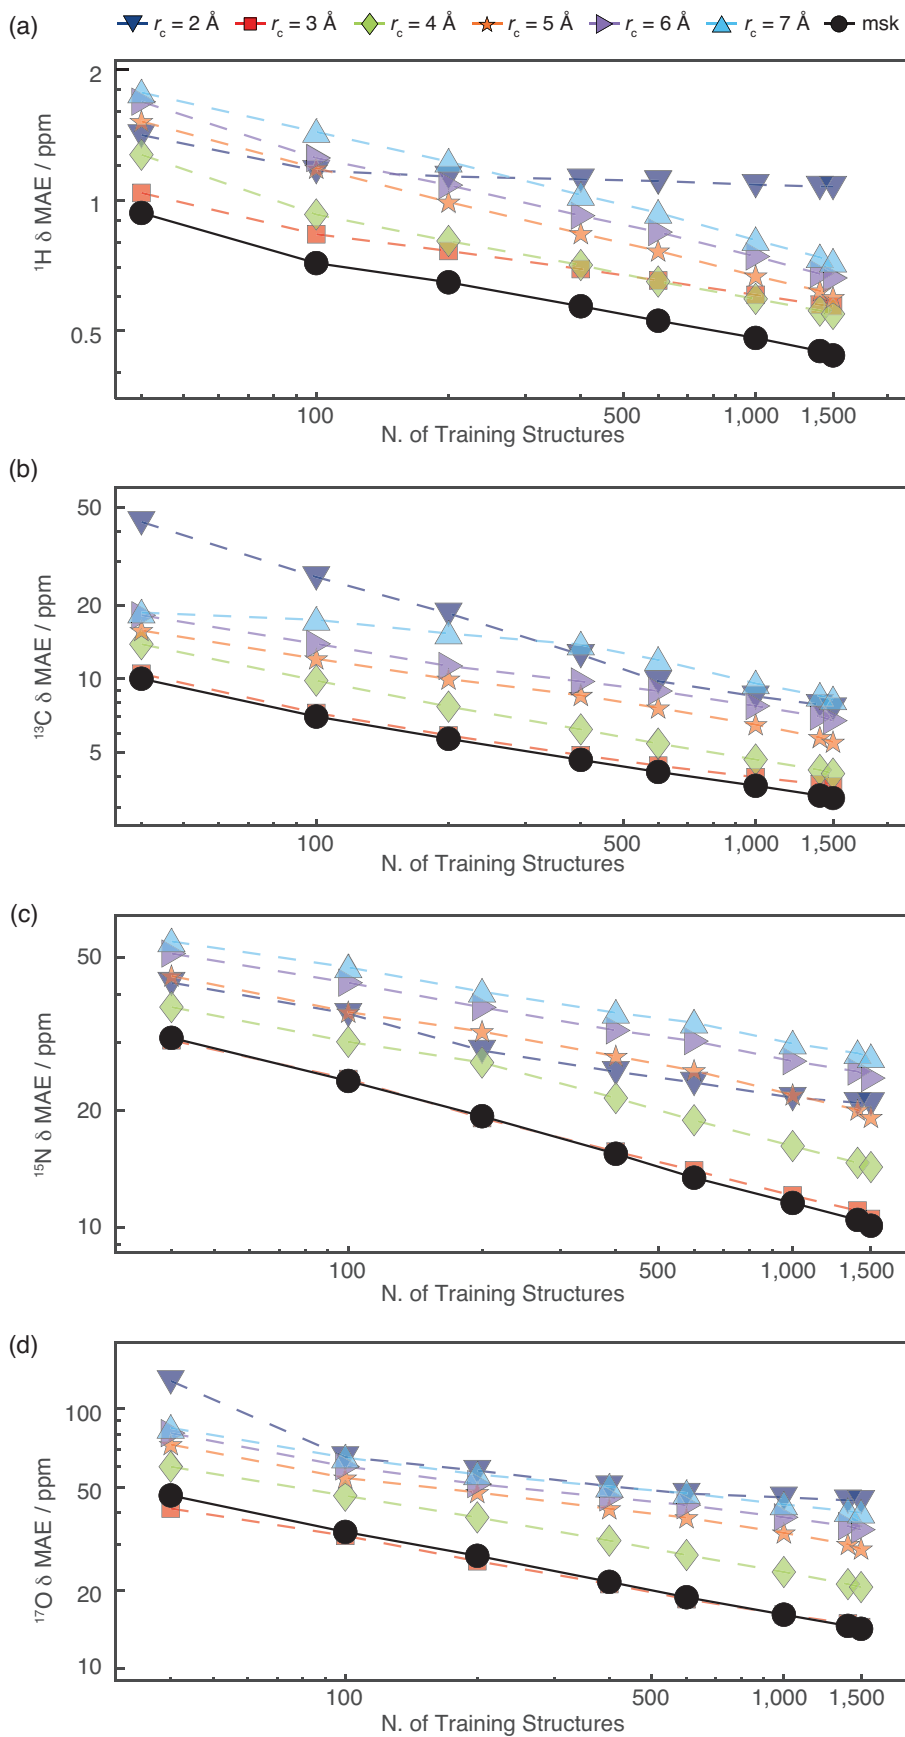 (a) r_c = 2 Å r_c = 3 Å r_c = 4 Å r_c = 5 Å r_c = 6 Å r_c = 7 Å msk
2
1
0.5
¹H δ MAE / ppm
100 500 1,000 1,500
N. of Training Structures
(b)
50
20
10
5
¹³C δ MAE / ppm
100 500 1,000 1,500
N. of Training Structures
(c)
50
20
10
¹⁵N δ MAE / ppm
100 500 1,000 1,500
N. of Training Structures
(d)
100
50
20
10
¹⁷O δ MAE / ppm
100 500 1,000 1,500
N. of Training Structures